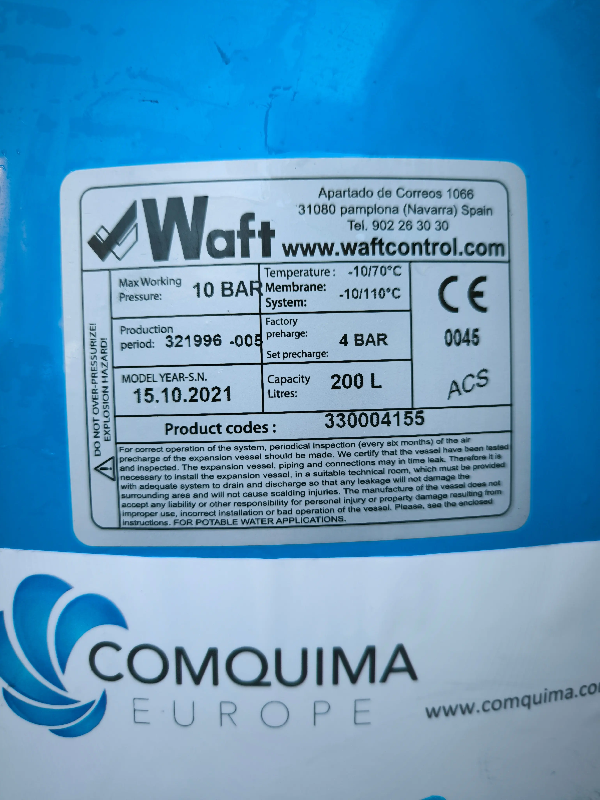 Waft
Apartado de Correos 1066
31080 pamplona (Navarra) Spain
Tel. 902 26 30 30
www.waftcontrol.com
DO NOT OVER-PRESSURIZE!
EXPLOSION HAZARD!
Max Working
Pressure: 10 BAR
Temperature: -10/70°C
Membrane:
System: -10/110°C
CE
Production
period: 321996 -005
Factory
preharge:
4 BAR
Set precharge:
0045
MODEL YEAR-S.N.
15.10.2021
Capacity
Litres: 200 L
ACS
Product codes : 330004155
For correct operation of the system, periodical inspection (every six months) of the air
precharge of the expansion vessel should be made. We certify that the vessel have been tested
and inspected. The expansion vessel, piping and connections may in time leak. Therefore it is
necessary to install the expansion vessel, in a suitable technical room, which must be provided
with adequate system to drain and discharge so that any leakage will not damage the
surrounding area and will not cause scalding injuries. The manufacture of the vessel does not
accept any liability or other responsibility for personal injury or property damage resulting from
improper use, incorrect installation or bad operation of the vessel. Please, see the enclosed
instructions. FOR POTABLE WATER APPLICATIONS.
COMQUIMA
EUROPE
www.comquima.co